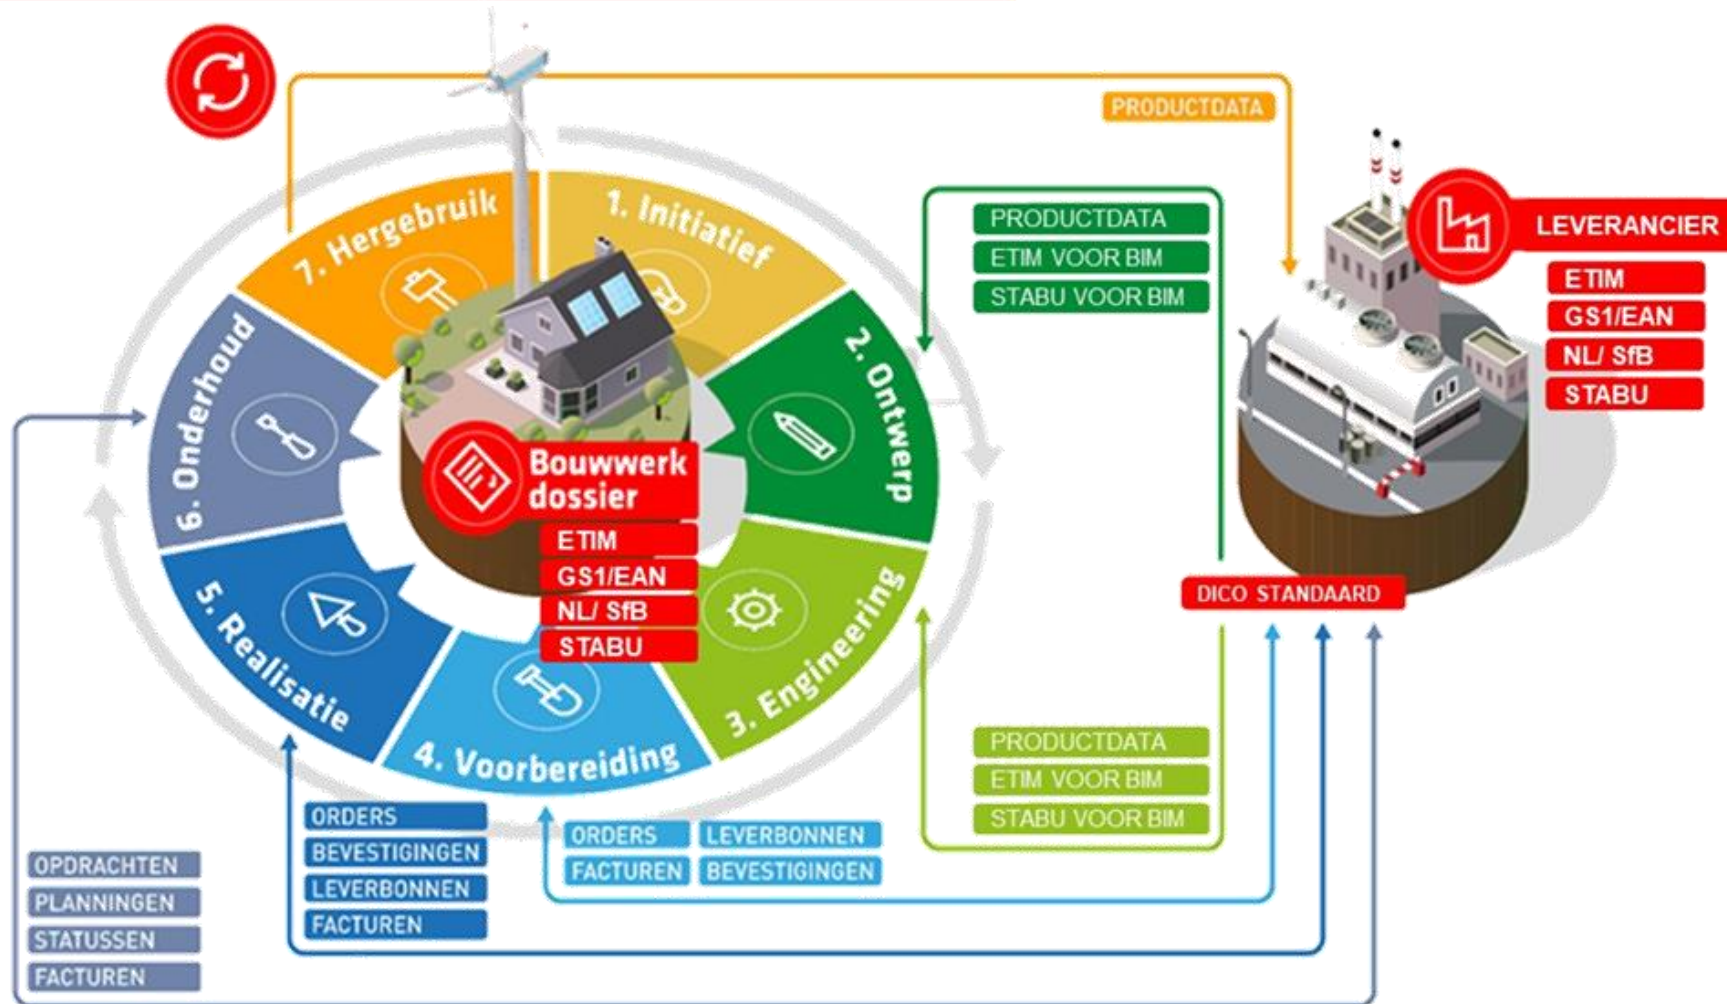 PRODUCTDATA
7. Hergebruik
1. Initiatief
2. Ontwerp
3. Engineering
4. Voorbereiding
5. Realisatie
6. Onderhoud
Bouwwerk
dossier
ETIM
GS1/EAN
NL/ SfB
STABU
PRODUCTDATA
ETIM VOOR BIM
STABU VOOR BIM
LEVERANCIER
ETIM
GS1/EAN
NL/ SfB
STABU
DICO STANDAARD
PRODUCTDATA
ETIM VOOR BIM
STABU VOOR BIM
ORDERS
LEVERBONNEN
FACTUREN
BEVESTIGINGEN
ORDERS
BEVESTIGINGEN
LEVERBONNEN
FACTUREN
OPDRACHTEN
PLANNINGEN
STATUSSEN
FACTUREN